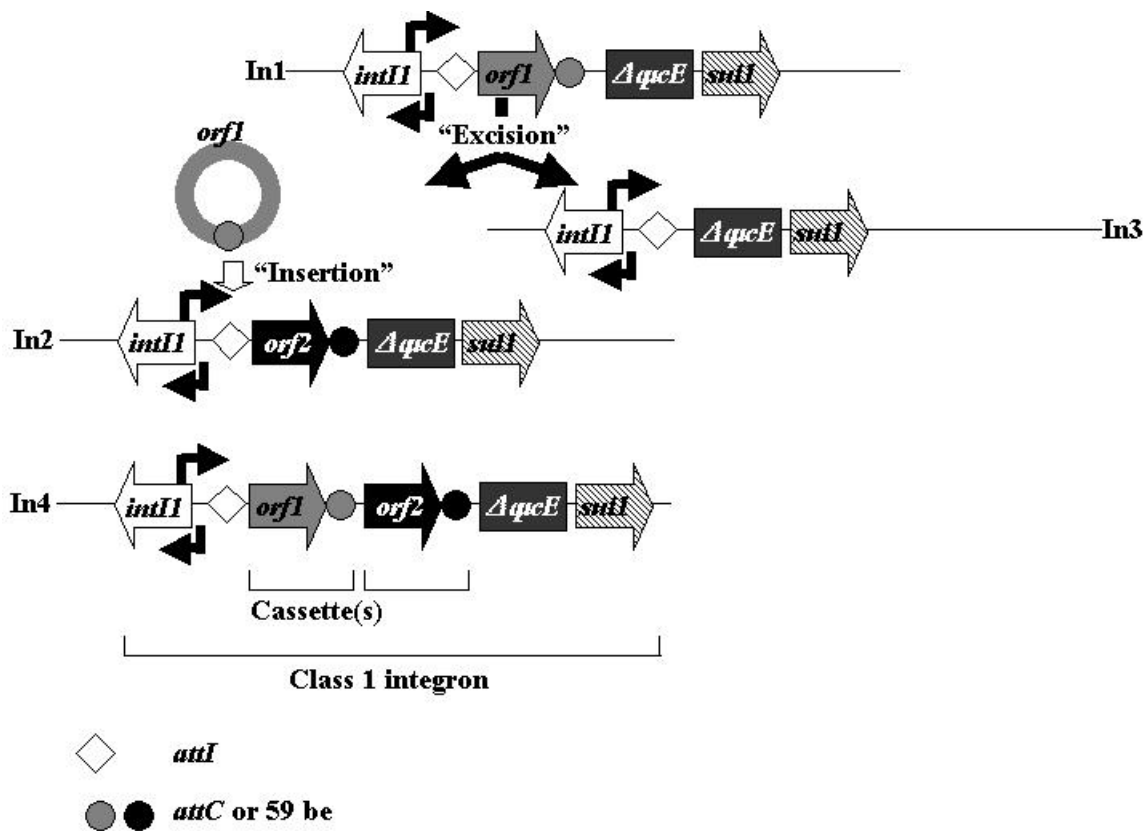 In1 intI1 orf1 ΔqacE sul1
"Excision"
orf1
intI1 ΔqacE sul1 In3
"Insertion"
In2 intI1 orf2 ΔqacE sul1
In4 intI1 orf1 orf2 ΔqacE sul1
Cassette(s)
Class 1 integron
attI
attC or 59 be